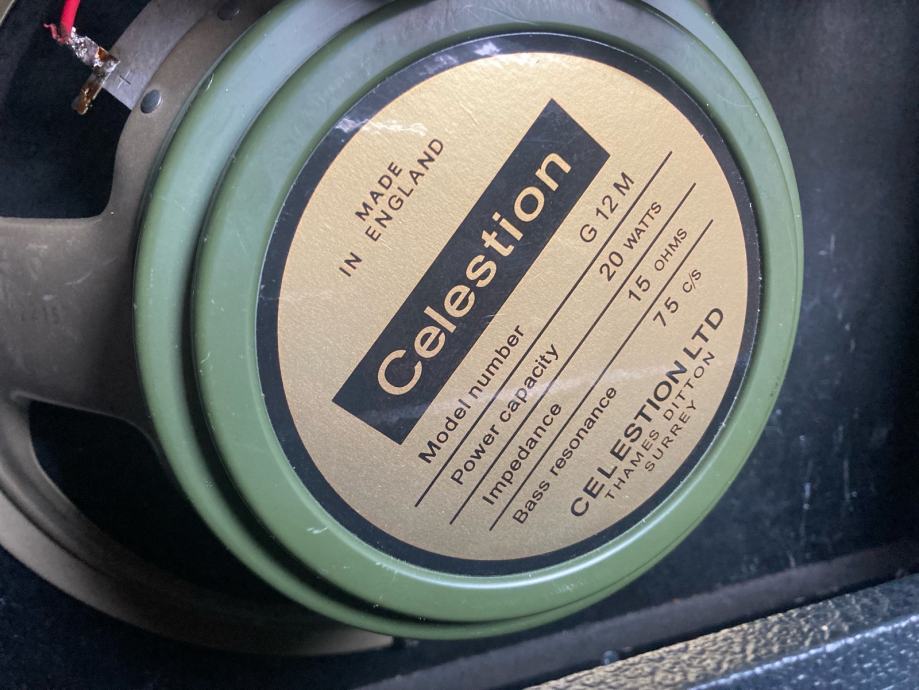 MADE
IN ENGLAND
Celestion
Model number G 12 M
Power capacity 20 WATTS
Impedance 15 OHMS
Bass resonance 75 C/S
CELESTION LTD
THAMES DITTON
SURREY
+